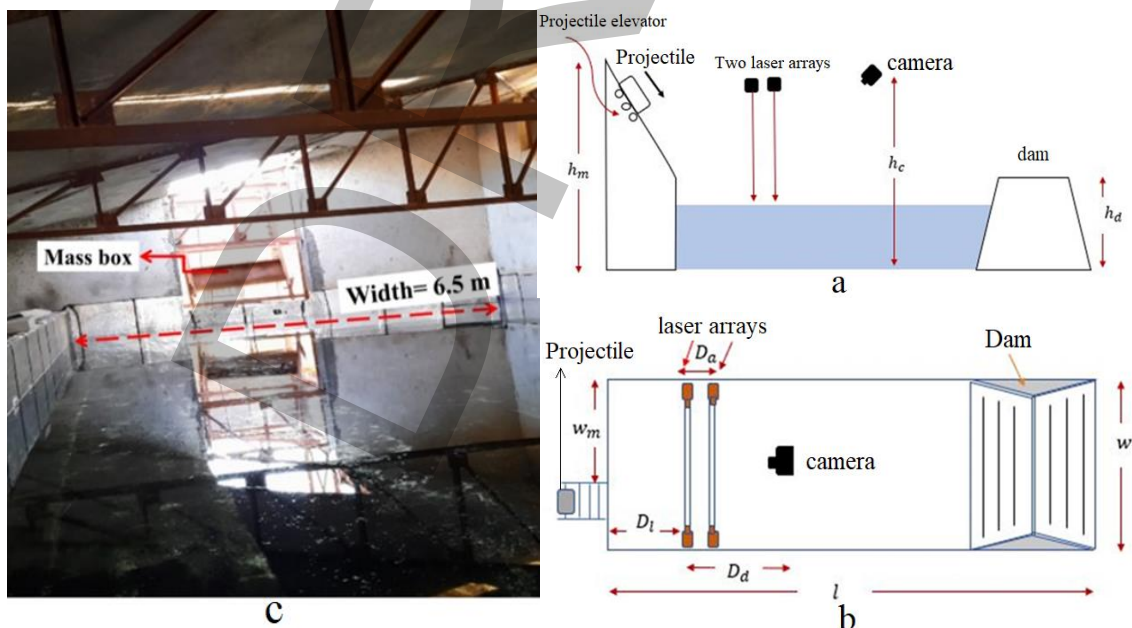 Projectile elevator
Projectile
Two laser arrays
camera
h_m
h_c
dam
h_d
a
Mass box
Width= 6.5 m
c
laser arrays
D_a
Projectile
Dam
w_m
camera
w
D_l
D_d
l
b